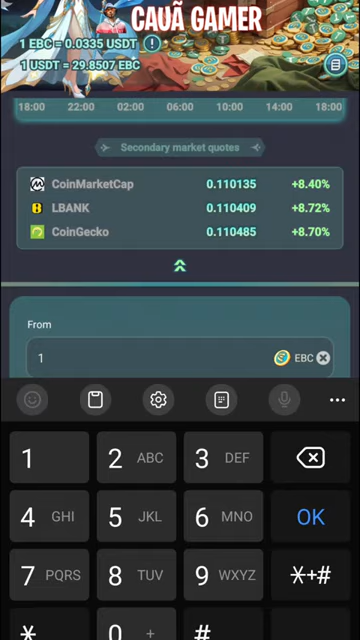 CAUÃ GAMER
1 EBC = 0.0335 USDT !
1 USDT = 29.8507 EBC
18:00 22:00 02:00 06:00 10:00 14:00 18:00
Secondary market quotes
CoinMarketCap 0.110135 +8.40%
LBANK 0.110409 +8.72%
CoinGecko 0.110485 +8.70%
From
1 EBC
1 2 ABC 3 DEF
4 GHI 5 JKL 6 MNO OK
7 PQRS 8 TUV 9 WXYZ *+#
* 0 + #